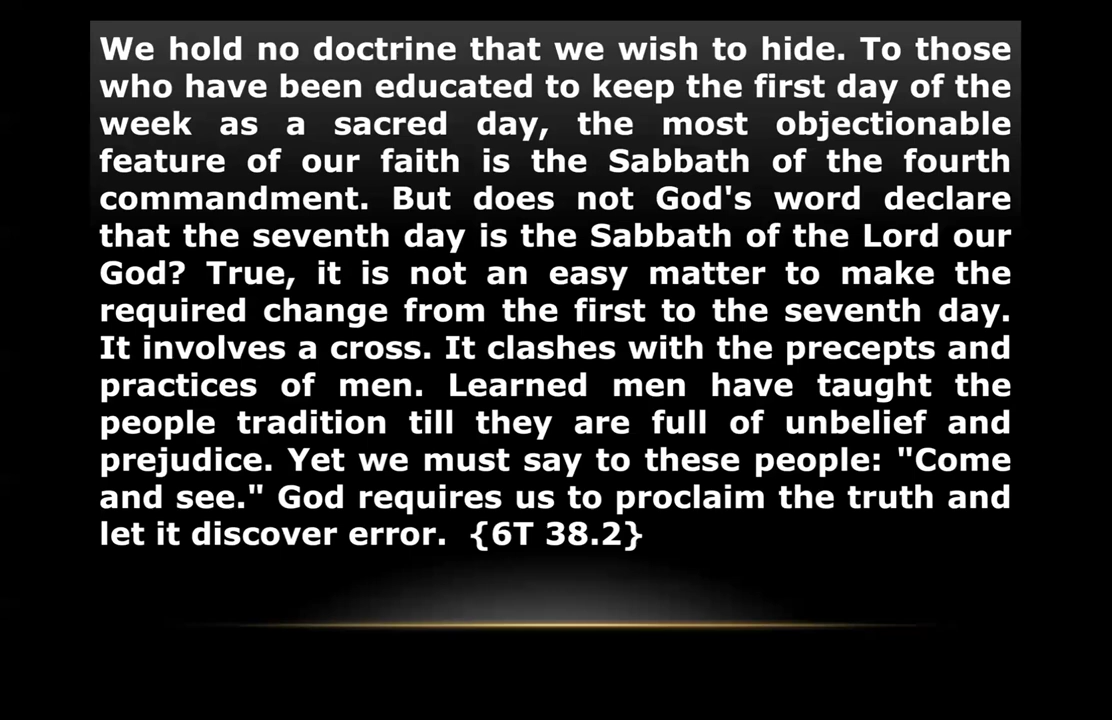 We hold no doctrine that we wish to hide. To those
who have been educated to keep the first day of the
week as a sacred day, the most objectionable
feature of our faith is the Sabbath of the fourth
commandment. But does not God's word declare
that the seventh day is the Sabbath of the Lord our
God? True, it is not an easy matter to make the
required change from the first to the seventh day.
It involves a cross. It clashes with the precepts and
practices of men. Learned men have taught the
people tradition till they are full of unbelief and
prejudice. Yet we must say to these people: "Come
and see." God requires us to proclaim the truth and
let it discover error.  {6T 38.2}